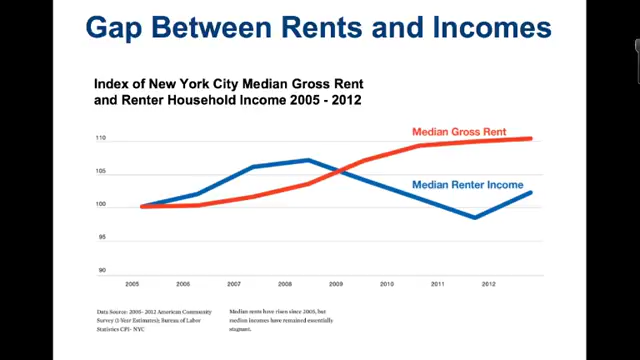 Gap Between Rents and Incomes
Index of New York City Median Gross Rent
and Renter Household Income 2005 - 2012
110
Median Gross Rent
105
Median Renter Income
100
95
90
2005 2006 2007 2008 2009 2010 2011 2012
Data Source: 2005- 2012 American Community
Survey (1-Year Estimates), Bureau of Labor
Statistics CPI- NYC
Median rents have risen since 2005, but
median incomes have remained essentially
stagnant.